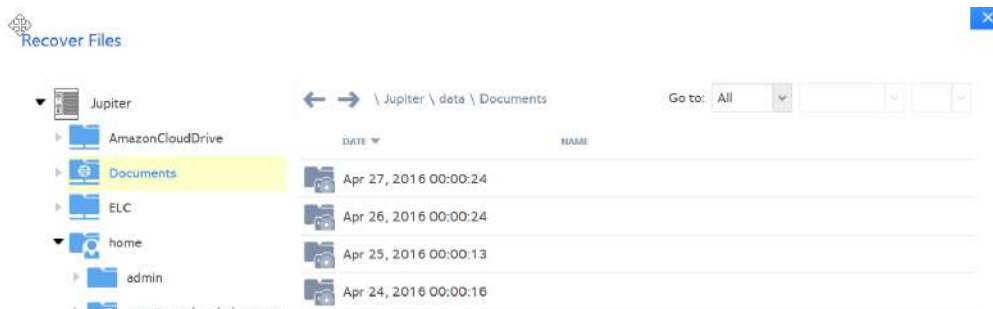 Recover Files
Jupiter
\ Jupiter \ data \ Documents
Go to: All
AmazonCloudDrive
DATE NAME
Documents
Apr 27, 2016 00:00:24
ELC
Apr 26, 2016 00:00:24
home
Apr 25, 2016 00:00:13
admin
Apr 24, 2016 00:00:16